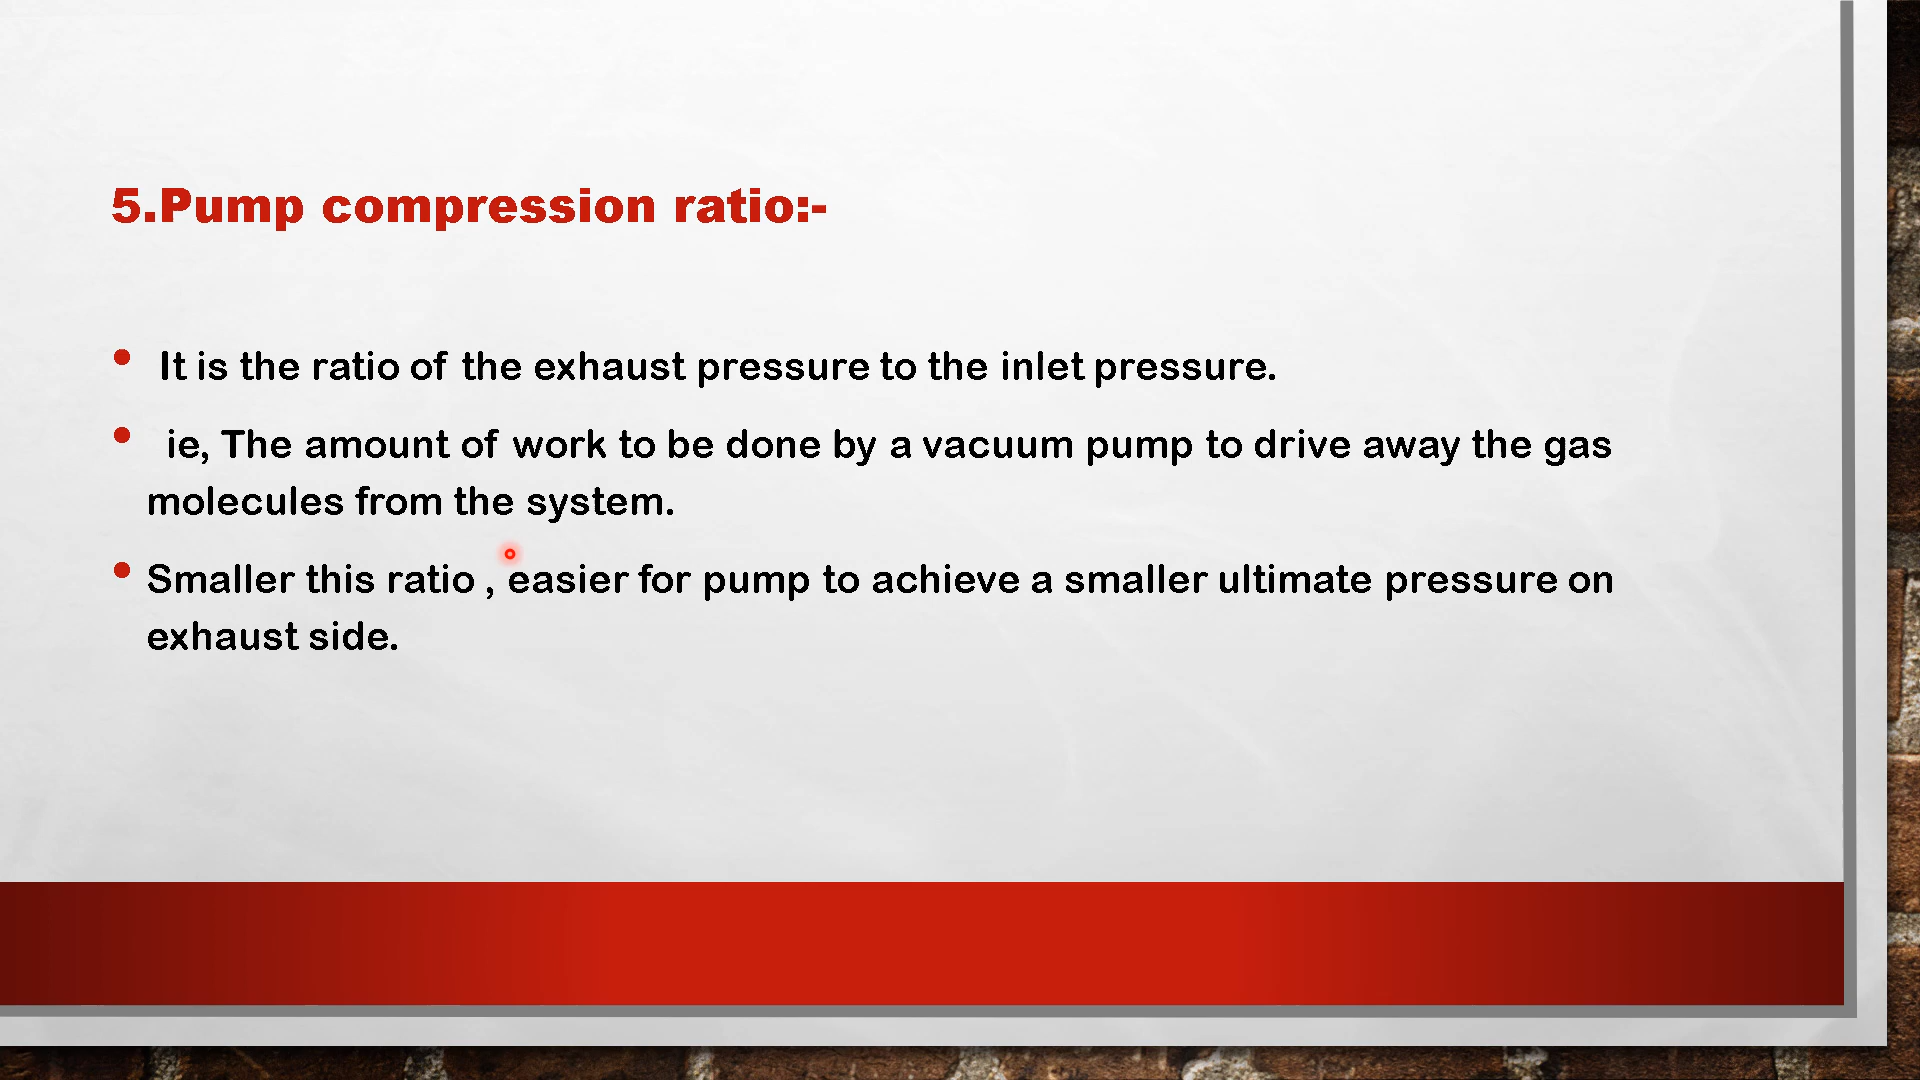 5.Pump compression ratio:-
• It is the ratio of the exhaust pressure to the inlet pressure.
• ie, The amount of work to be done by a vacuum pump to drive away the gas
molecules from the system.
• Smaller this ratio , easier for pump to achieve a smaller ultimate pressure on
exhaust side.